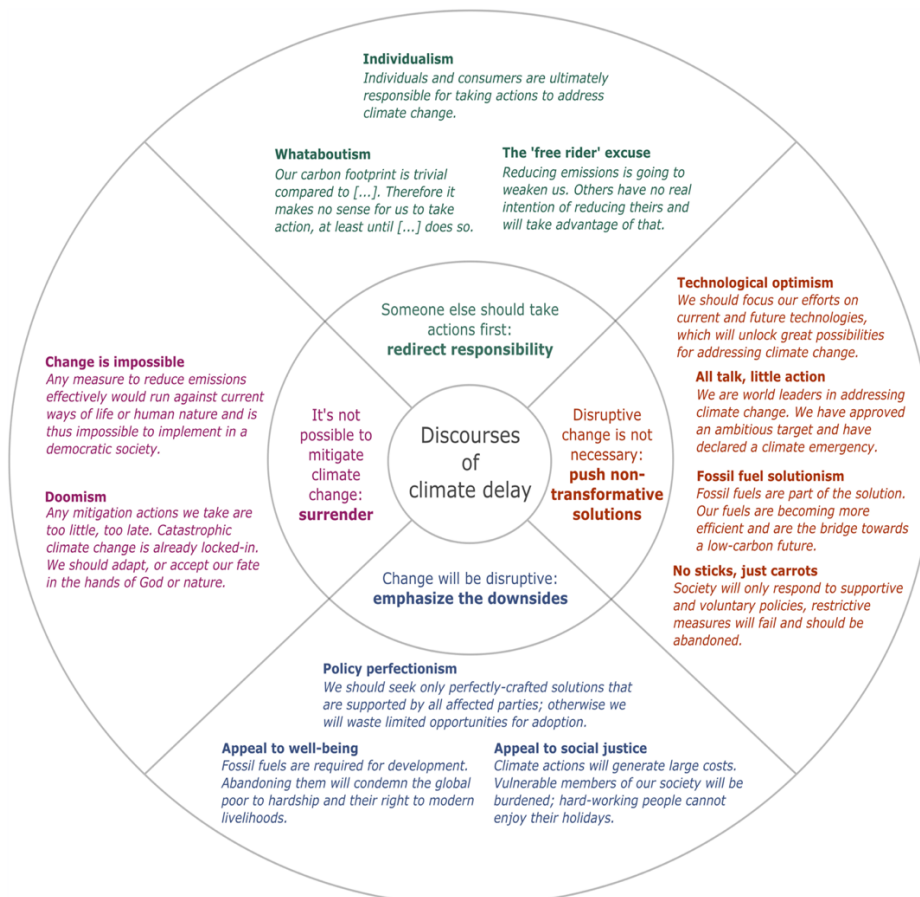 Individualism
Individuals and consumers are ultimately
responsible for taking actions to address
climate change.
Whataboutism
Our carbon footprint is trivial
compared to [...]. Therefore it
makes no sense for us to take
action, at least until [...] does so.
The 'free rider' excuse
Reducing emissions is going to
weaken us. Others have no real
intention of reducing theirs and
will take advantage of that.
Someone else should take
actions first:
redirect responsibility
Technological optimism
We should focus our efforts on
current and future technologies,
which will unlock great possibilities
for addressing climate change.
All talk, little action
We are world leaders in addressing
climate change. We have approved
an ambitious target and have
declared a climate emergency.
Fossil fuel solutionism
Fossil fuels are part of the solution.
Our fuels are becoming more
efficient and are the bridge towards
a low-carbon future.
No sticks, just carrots
Society will only respond to supportive
and voluntary policies, restrictive
measures will fail and should be
abandoned.
Disruptive
change is not
necessary:
push non-
transformative
solutions
Discourses
of
climate delay
It's not
possible to
mitigate
climate
change:
surrender
Change is impossible
Any measure to reduce emissions
effectively would run against current
ways of life or human nature and is
thus impossible to implement in a
democratic society.
Doomism
Any mitigation actions we take are
too little, too late. Catastrophic
climate change is already locked-in.
We should adapt, or accept our fate
in the hands of God or nature.
Change will be disruptive:
emphasize the downsides
Policy perfectionism
We should seek only perfectly-crafted solutions that
are supported by all affected parties; otherwise we
will waste limited opportunities for adoption.
Appeal to well-being
Fossil fuels are required for development.
Abandoning them will condemn the global
poor to hardship and their right to modern
livelihoods.
Appeal to social justice
Climate actions will generate large costs.
Vulnerable members of our society will be
burdened; hard-working people cannot
enjoy their holidays.